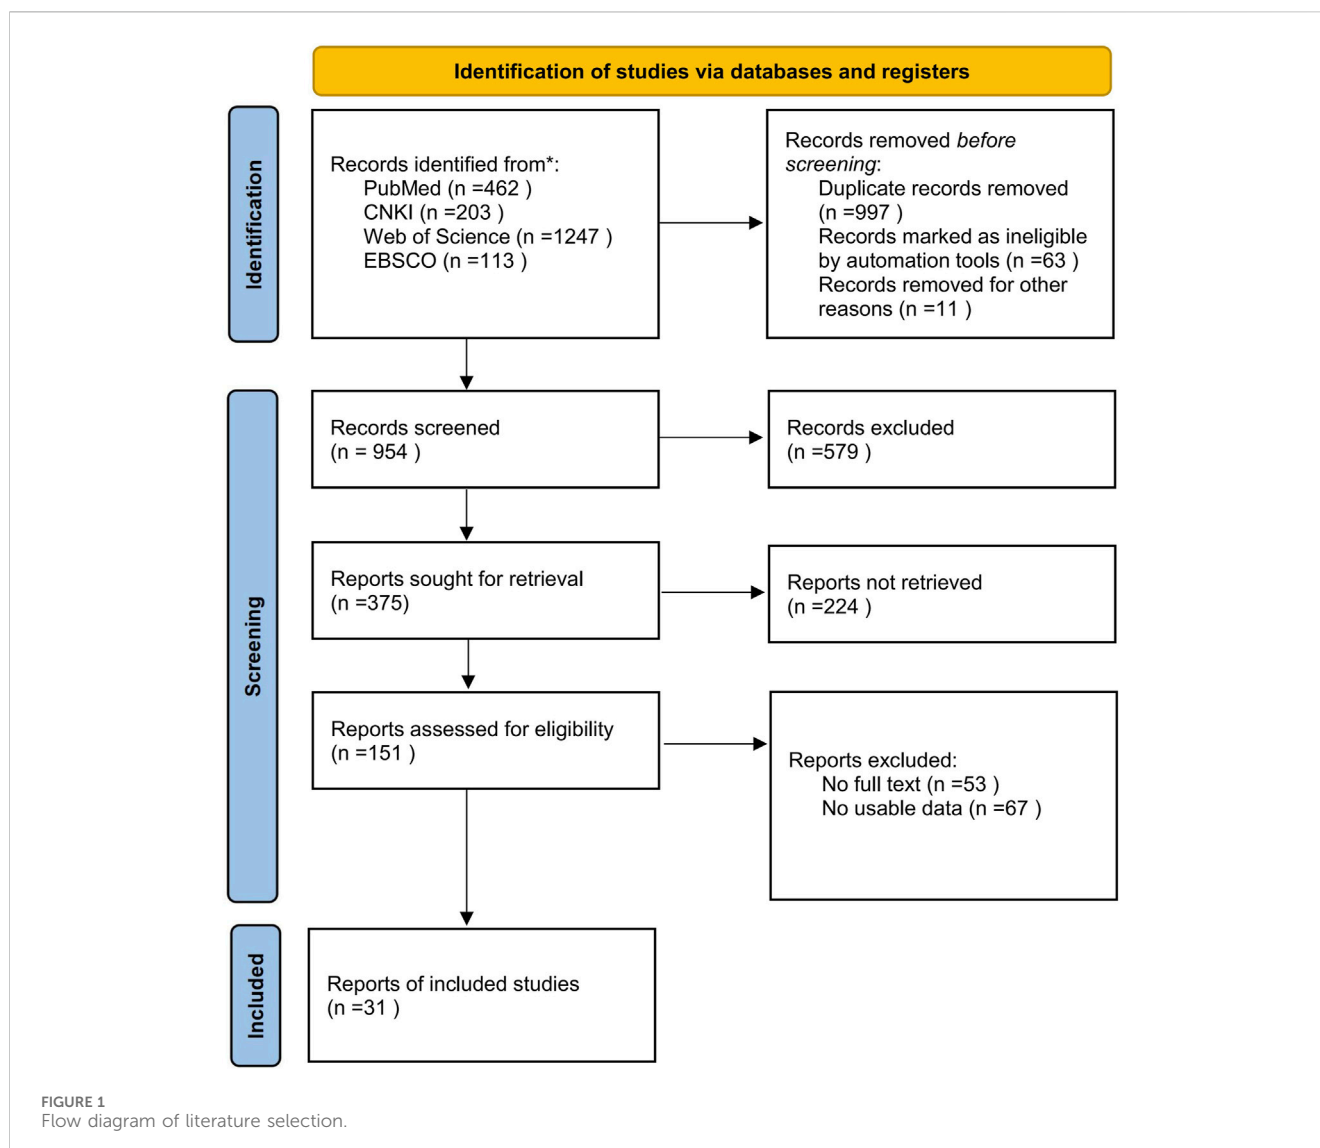 Identification of studies via databases and registers
Identification
Records identified from*:
PubMed (n =462 )
CNKI (n =203 )
Web of Science (n =1247 )
EBSCO (n =113 )
Records removed before
screening:
Duplicate records removed
(n =997 )
Records marked as ineligible
by automation tools (n =63 )
Records removed for other
reasons (n =11 )
Screening
Records screened
(n = 954 )
Records excluded
(n =579 )
Reports sought for retrieval
(n =375)
Reports not retrieved
(n =224 )
Reports assessed for eligibility
(n =151 )
Reports excluded:
No full text (n =53 )
No usable data (n =67 )
Included
Reports of included studies
(n =31 )
FIGURE 1
Flow diagram of literature selection.